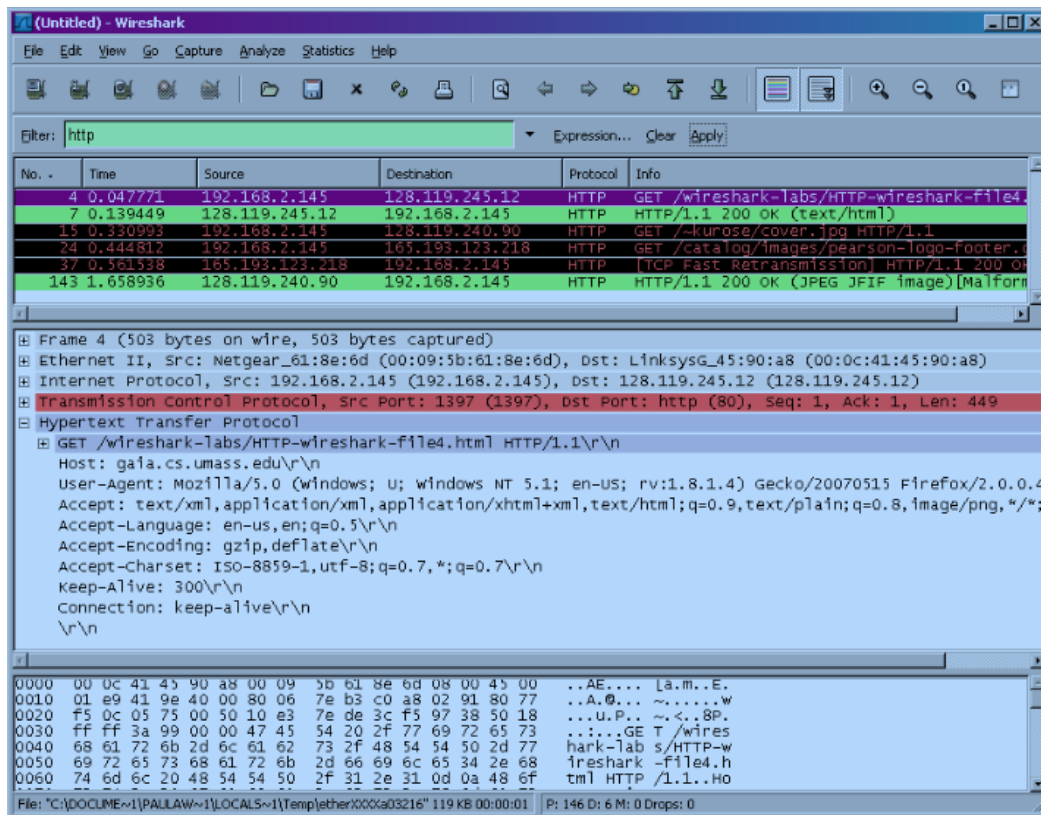 (Untitled) - Wireshark
File Edit View Go Capture Analyze Statistics Help
Filter: http Expression... Clear Apply
No. . Time Source Destination Protocol Info
4 0.047771 192.168.2.145 128.119.245.12 HTTP GET /wireshark-labs/HTTP-wireshark-file4.
7 0.139449 128.119.245.12 192.168.2.145 HTTP HTTP/1.1 200 OK (text/html)
15 0.330993 192.168.2.145 128.119.240.90 HTTP GET /~kurose/cover.jpg HTTP/1.1
24 0.444812 192.168.2.145 165.193.123.218 HTTP GET /catalog/images/pearson-logo-footer.
37 0.561538 165.193.123.218 192.168.2.145 HTTP [TCP Fast Retransmission] HTTP/1.1 200
143 1.658936 128.119.240.90 192.168.2.145 HTTP HTTP/1.1 200 OK (JPEG JFIF image)[Malform
Frame 4 (503 bytes on wire, 503 bytes captured)
Ethernet II, Src: Netgear_61:8e:6d (00:09:5b:61:8e:6d), Dst: LinksysG_45:90:a8 (00:0c:41:45:90:a8)
Internet Protocol, Src: 192.168.2.145 (192.168.2.145), Dst: 128.119.245.12 (128.119.245.12)
Transmission Control Protocol, Src Port: 1397 (1397), Dst Port: http (80), Seq: 1, Ack: 1, Len: 449
Hypertext Transfer Protocol
GET /wireshark-labs/HTTP-wireshark-file4.html HTTP/1.1\r\n
Host: gaia.cs.umass.edu\r\n
User-Agent: Mozilla/5.0 (Windows; U; Windows NT 5.1; en-US; rv:1.8.1.4) Gecko/20070515 Firefox/2.0.0.4
Accept: text/xml,application/xml,application/xhtml+xml,text/html;q=0.9,text/plain;q=0.8,image/png,*/*;
Accept-Language: en-us,en;q=0.5\r\n
Accept-Encoding: gzip,deflate\r\n
Accept-Charset: ISO-8859-1,utf-8;q=0.7,*;q=0.7\r\n
Keep-Alive: 300\r\n
Connection: keep-alive\r\n
\r\n
0000 00 0c 41 45 90 a8 00 09 5b 61 8e 6d 08 00 45 00 ..AE.... [a.m..E.
0010 01 e9 41 9e 40 00 80 06 7e b3 c0 a8 02 91 80 77 ..A.@... ~......w
0020 f5 0c 05 75 00 50 10 e3 7e de 3c f5 97 38 50 18 ...u.P.. ~.<..8P.
0030 ff ff 3a 99 00 00 47 45 54 20 2f 77 69 72 65 73 ..:...GE T /wires
0040 68 61 72 6b 2d 6c 61 62 73 2f 48 54 54 50 2d 77 hark-lab s/HTTP-w
0050 69 72 65 73 68 61 72 6b 2d 66 69 6c 65 34 2e 68 ireshark -file4.h
0060 74 6d 6c 20 48 54 54 50 2f 31 2e 31 0d 0a 48 6f tml HTTP /1.1..Ho
File: "C:\DOCUME~1\PAULAW~1\LOCALS~1\Temp\etherXXXXa03216" 119 KB 00:00:01 P: 146 D: 6 M: 0 Drops: 0